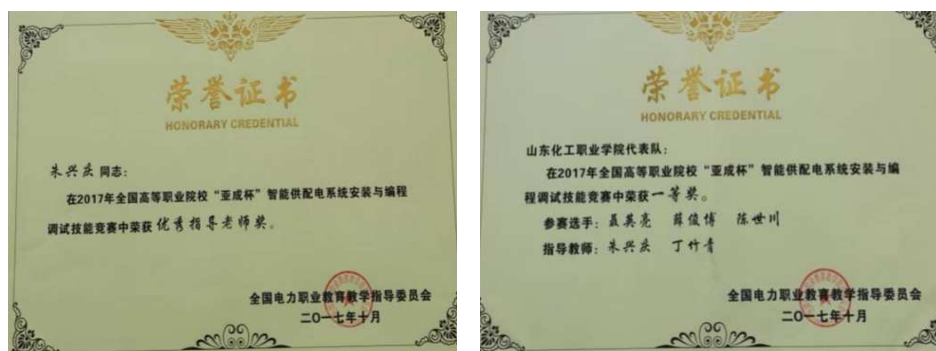 荣誉证书
HONORARY CREDENTIAL
朱兴庆 同志:
在2017年全国高等职业院校“亚成杯”智能供配电系统安装与编程
调试技能竞赛中荣获 优秀指导老师奖。
全国电力职业教育教学指导委员会
二〇一七年十月
荣誉证书
HONORARY CREDENTIAL
山东化工职业学院代表队:
在2017年全国高等职业院校“亚成杯”智能供配电系统安装与编
程调试技能竞赛中荣获 一等奖。
参赛选手: 聂英亮 薛俊博 陈世川
指导教师: 朱兴庆 丁竹青
全国电力职业教育教学指导委员会
二〇一七年十月